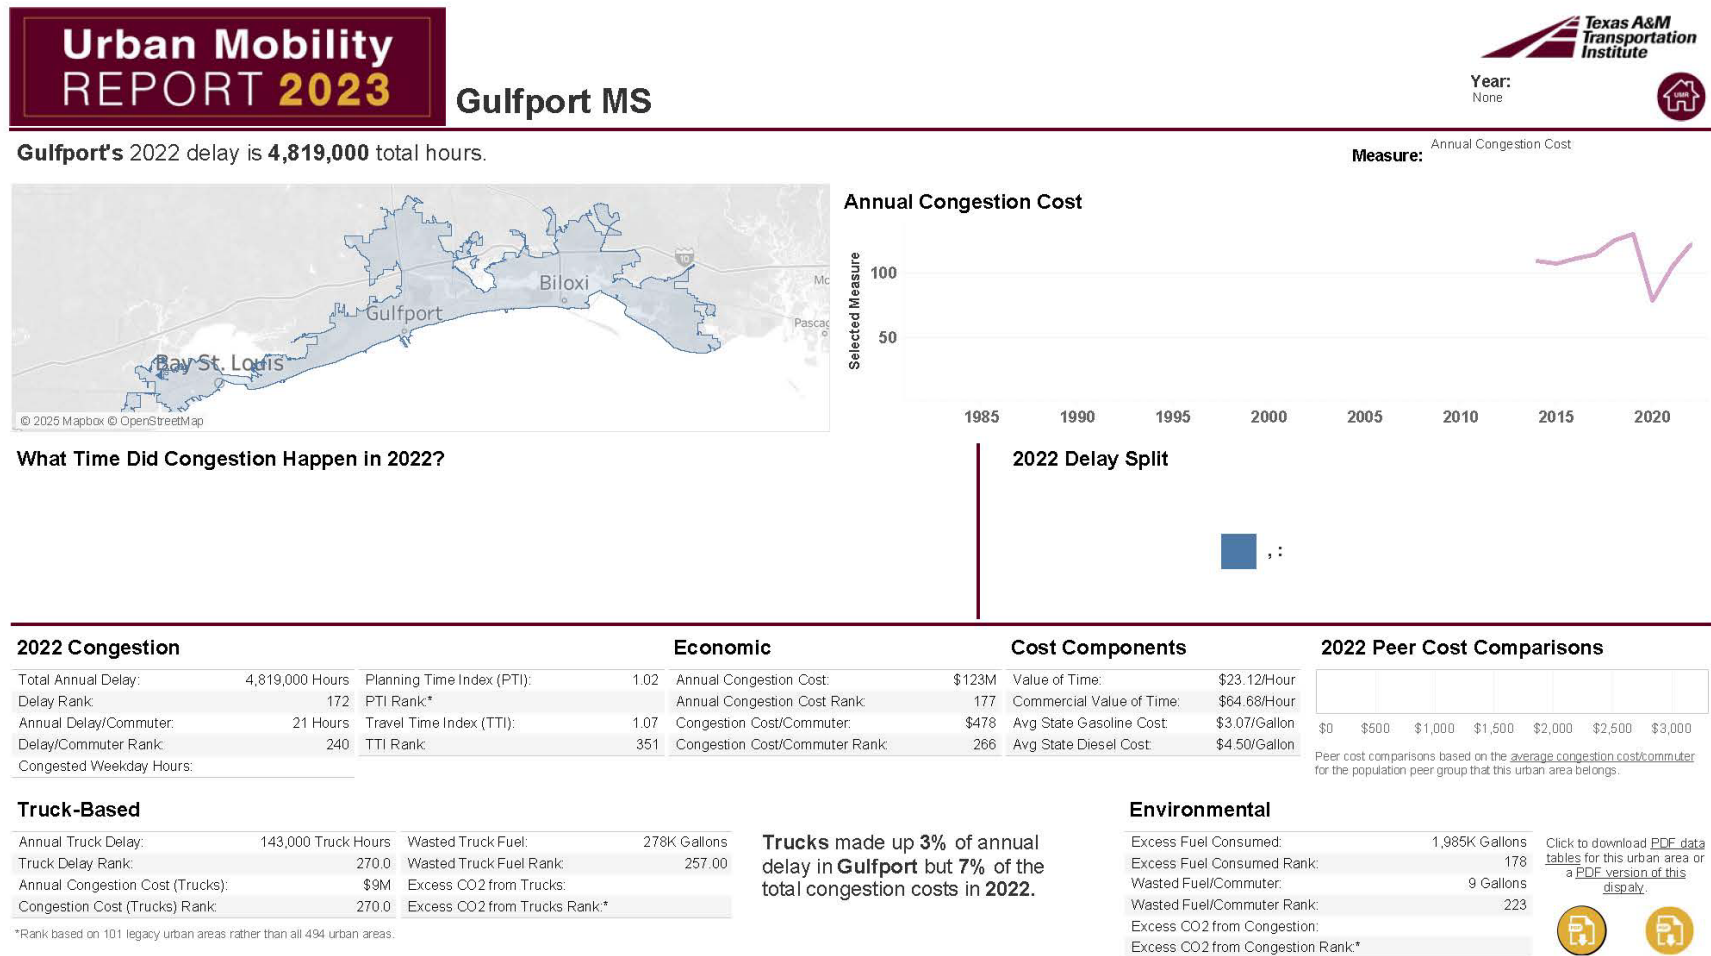 Urban Mobility
REPORT 2023
Gulfport MS
Texas A&M
Transportation
Institute
Year:
None
UMR
Gulfport's 2022 delay is 4,819,000 total hours.
Measure:
Annual Congestion Cost
10
Biloxi
Gulfport
Bay St. Louis
© 2025 Mapbox © OpenStreetMap
Annual Congestion Cost
Selected Measure
100
50
1985 1990 1995 2000 2005 2010 2015 2020
What Time Did Congestion Happen in 2022?
2022 Delay Split
, :
2022 Congestion
Total Annual Delay: 4,819,000 Hours
Delay Rank: 172
Annual Delay/Commuter: 21 Hours
Delay/Commuter Rank: 240
Congested Weekday Hours:
Planning Time Index (PTI): 1.02
PTI Rank:*
Travel Time Index (TTI): 1.07
TTI Rank: 351
Economic
Annual Congestion Cost: $123M
Annual Congestion Cost Rank: 177
Congestion Cost/Commuter: $478
Congestion Cost/Commuter Rank: 266
Cost Components
Value of Time: $23.12/Hour
Commercial Value of Time: $64.68/Hour
Avg State Gasoline Cost: $3.07/Gallon
Avg State Diesel Cost: $4.50/Gallon
2022 Peer Cost Comparisons
$0 $500 $1,000 $1,500 $2,000 $2,500 $3,000
Peer cost comparisons based on the average congestion cost/commuter
for the population peer group that this urban area belongs.
Truck-Based
Annual Truck Delay: 143,000 Truck Hours
Truck Delay Rank: 270.0
Annual Congestion Cost (Trucks): $9M
Congestion Cost (Trucks) Rank: 270.0
Wasted Truck Fuel: 278K Gallons
Wasted Truck Fuel Rank: 257.00
Excess CO2 from Trucks:
Excess CO2 from Trucks Rank:*
*Rank based on 101 legacy urban areas rather than all 494 urban areas.
Trucks made up 3% of annual
delay in Gulfport but 7% of the
total congestion costs in 2022.
Environmental
Excess Fuel Consumed: 1,985K Gallons
Excess Fuel Consumed Rank: 178
Wasted Fuel/Commuter: 9 Gallons
Wasted Fuel/Commuter Rank: 223
Excess CO2 from Congestion:
Excess CO2 from Congestion Rank:*
Click to download PDF data
tables for this urban area or
a PDF version of this
dispaly.